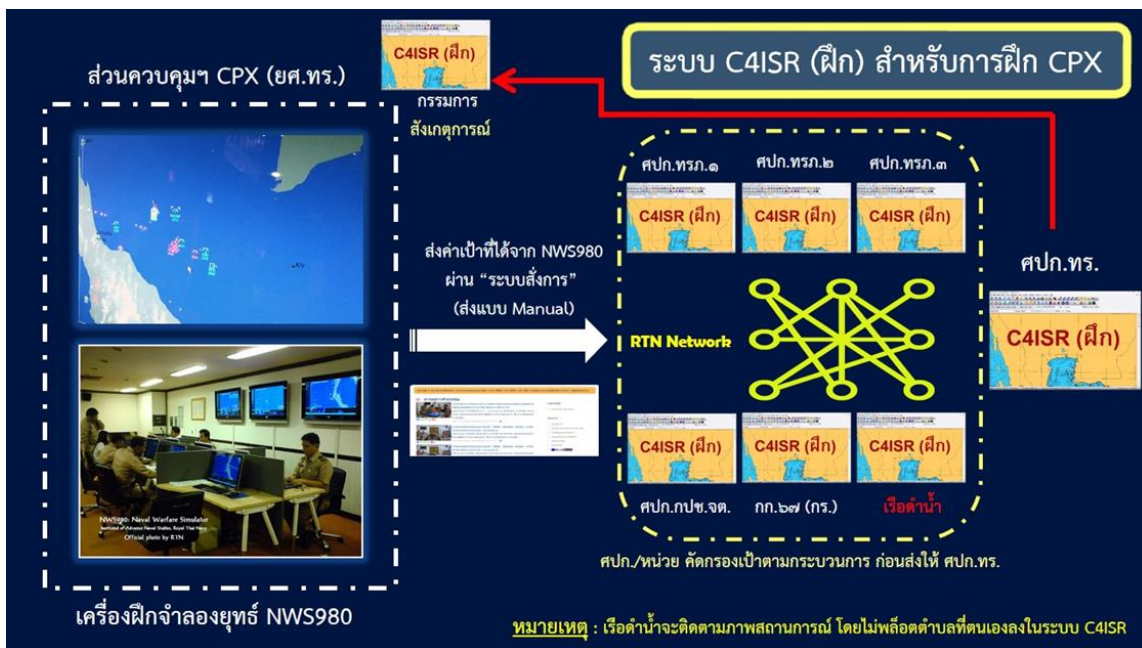 ระบบ C4ISR (ฝึก) สำหรับการฝึก CPX
ส่วนควบคุมฯ CPX (ยศ.ทร.)
C4ISR (ฝึก)
กรรมการ
สังเกตุการณ์
ศปก.ทรภ.๑
ศปก.ทรภ.๒
ศปก.ทรภ.๓
C4ISR (ฝึก)
C4ISR (ฝึก)
C4ISR (ฝึก)
ส่งค่าเป้าที่ได้จาก NWS980
ผ่าน “ระบบสั่งการ”
(ส่งแบบ Manual)
RTN Network
ศปก.ทร.
C4ISR (ฝึก)
C4ISR (ฝึก)
C4ISR (ฝึก)
C4ISR (ฝึก)
ศปก.กปช.จต.
กก.๖๗ (กร.)
เรือดำน้ำ
ศปก./หน่วย คัดกรองเป้าตามกระบวนการ ก่อนส่งให้ ศปก.ทร.
NWS980: Naval Warfare Simulator
Institute of Advance Naval Studies, Royal Thai Navy
Official photo by RTN
เครื่องฝึกจำลองยุทธ์ NWS980
หมายเหตุ : เรือดำน้ำจะติดตามภาพสถานการณ์ โดยไม่พล็อตตำบลที่ตนเองลงในระบบ C4ISR